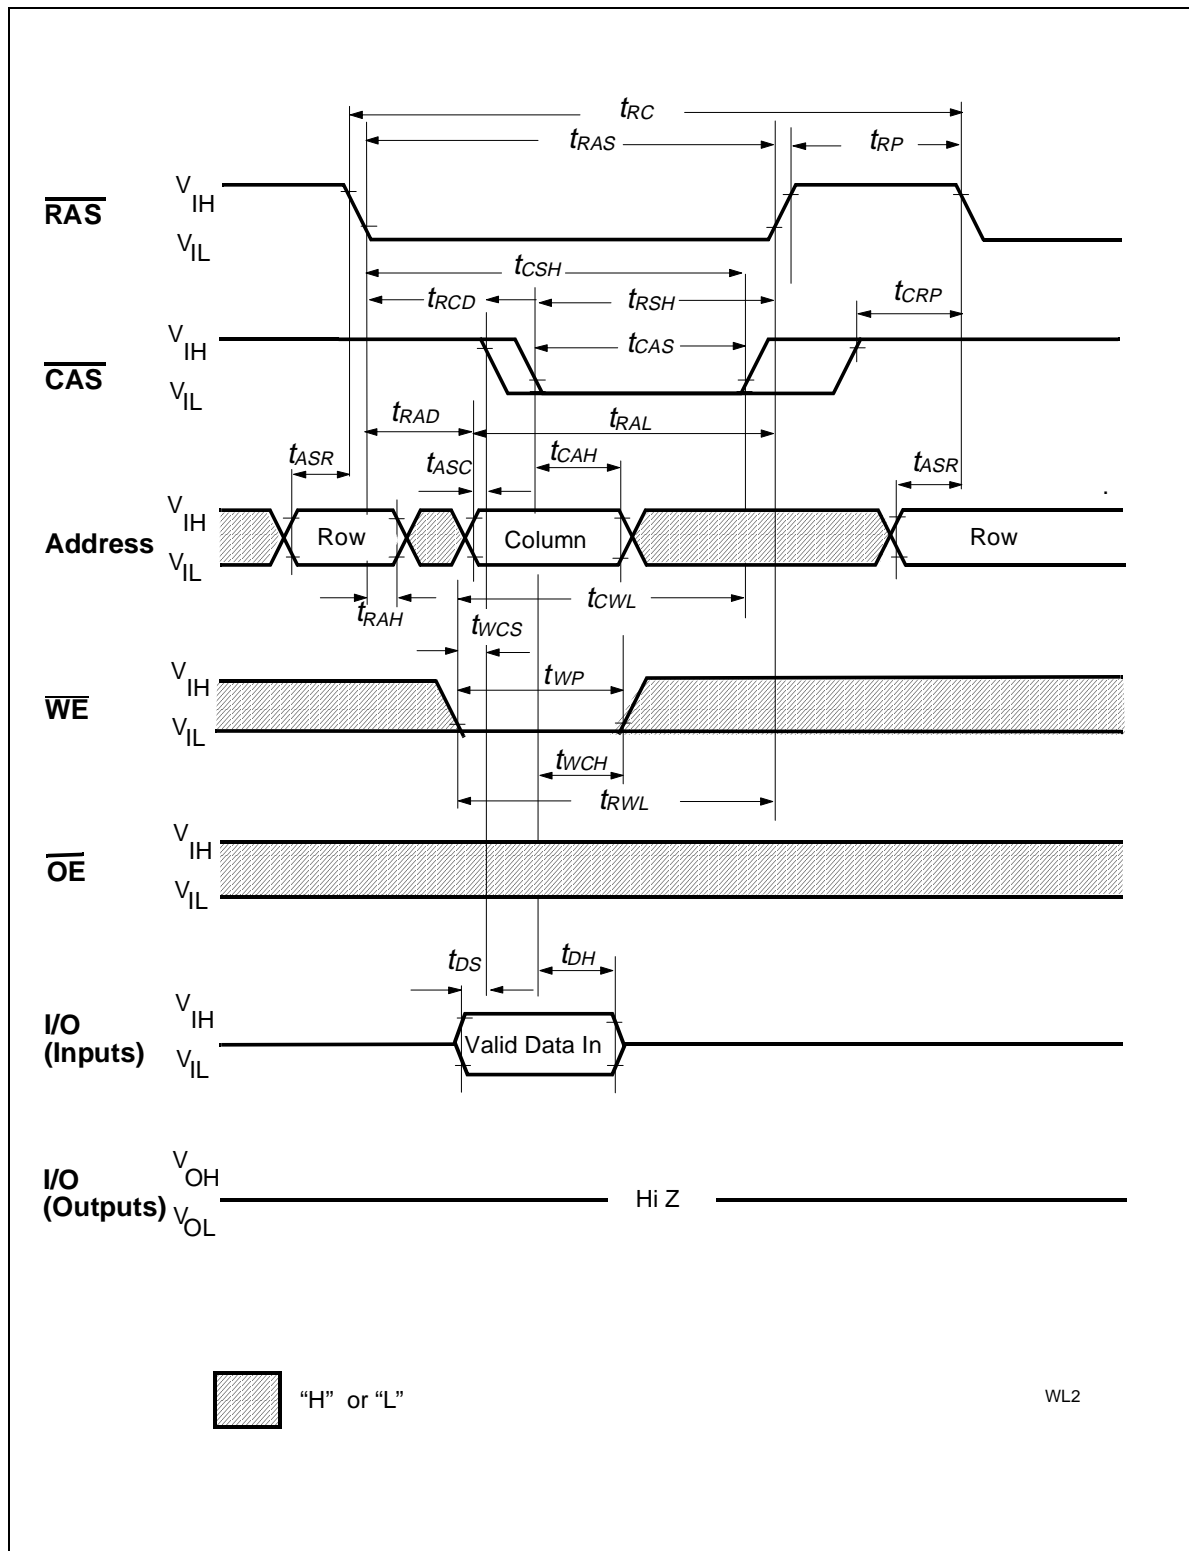 tRC
tRAS
tRP
RAS
VIH
VIL
tCSH
tRCD
tRSH
tCRP
CAS
VIH
VIL
tCAS
tRAD
tRAL
tASR
tASC
tCAH
tASR
Address
VIH
VIL
Row
Column
Row
tRAH
tWCS
tCWL
WE
VIH
VIL
tWP
tWCH
tRWL
OE
VIH
VIL
tDS
tDH
I/O
(Inputs)
VIH
VIL
Valid Data In
I/O
(Outputs)
VOH
VOL
Hi Z
“H” or “L”
WL2